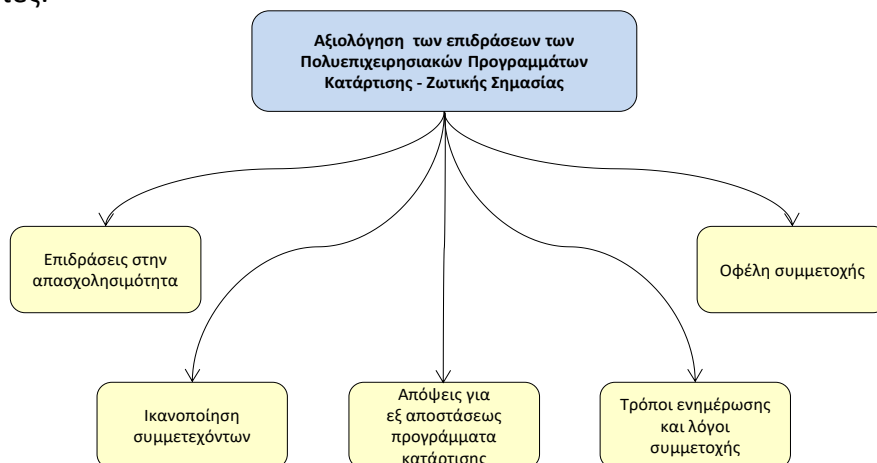 Αξιολόγηση των επιδράσεων των
Πολυεπιχειρησιακών Προγραμμάτων
Κατάρτισης - Ζωτικής Σημασίας
Επιδράσεις στην
απασχολησιμότητα
Οφέλη συμμετοχής
Ικανοποίηση
συμμετεχόντων
Απόψεις για
εξ αποστάσεως
προγράμματα
κατάρτισης
Τρόποι ενημέρωσης
και λόγοι
συμμετοχής